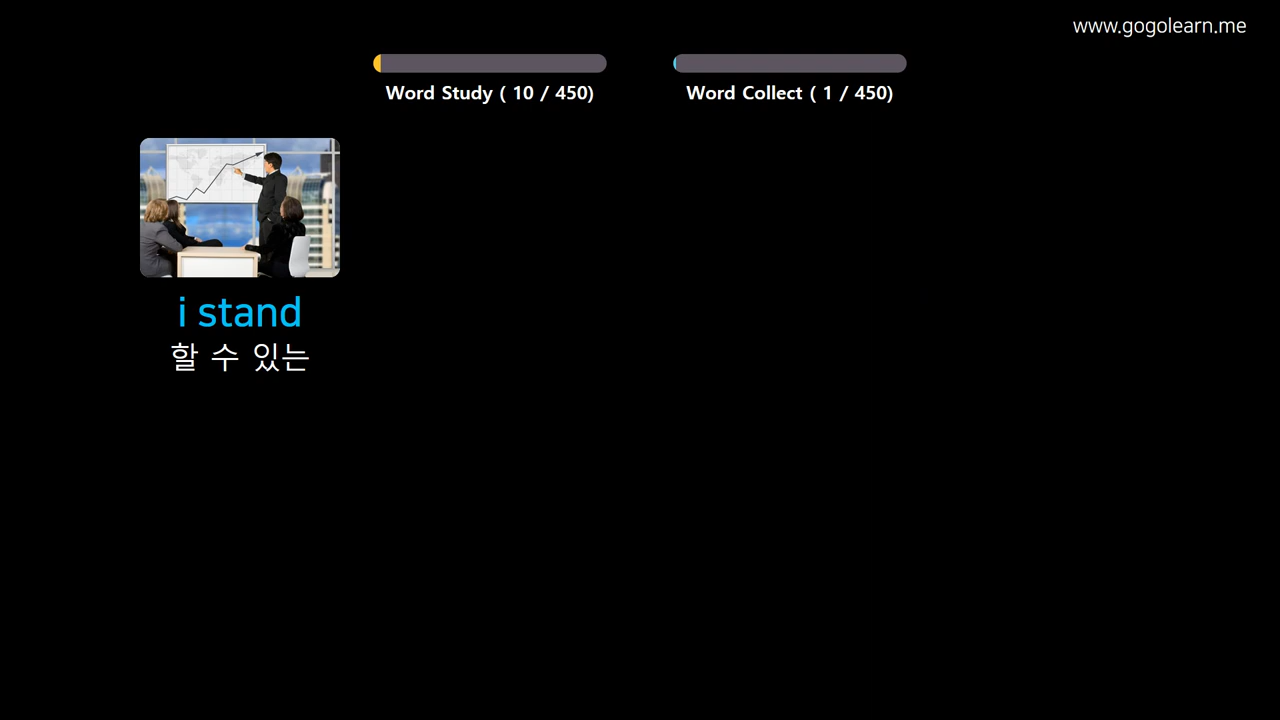 www.gogolearn.me
Word Study ( 10 / 450)
Word Collect ( 1 / 450)
i stand
할 수 있는